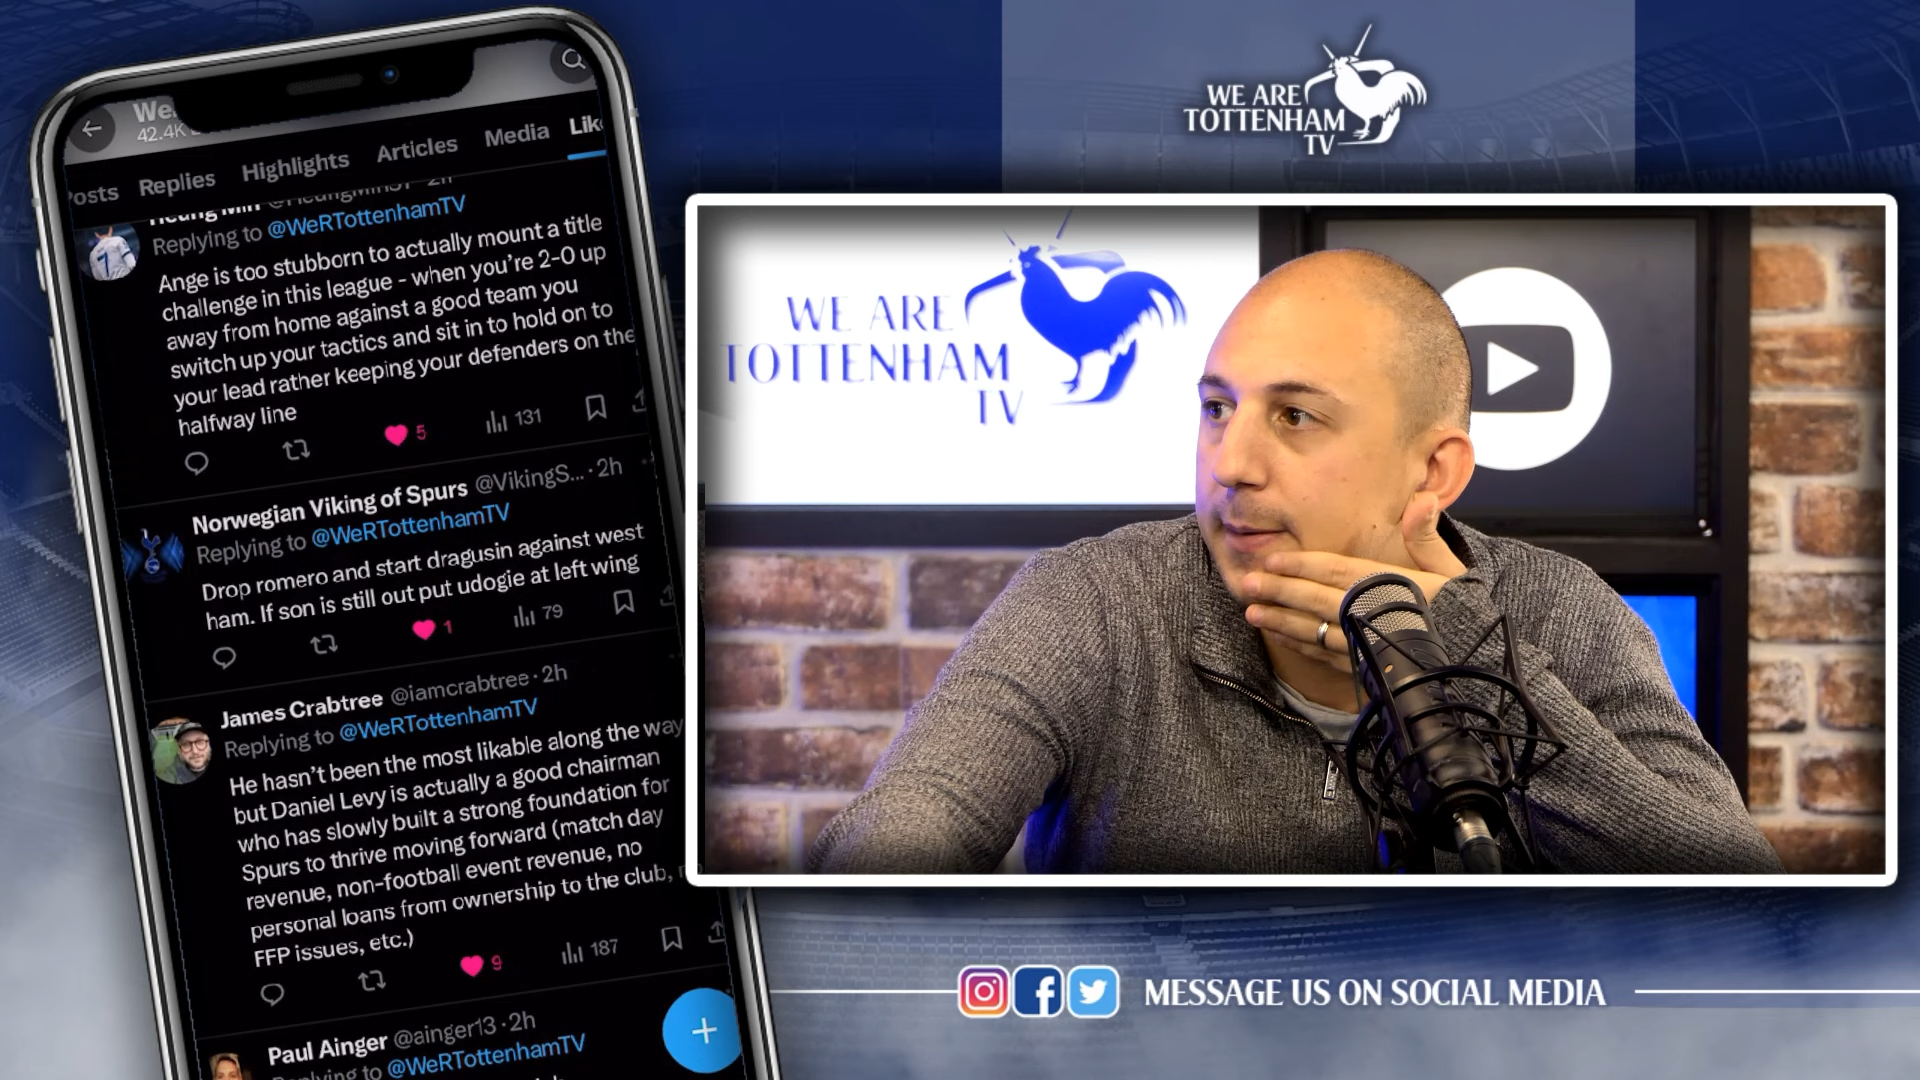 We
42.4K
Posts Replies Highlights Articles Media Lik
Heung Min @HeungMinS7 · 2h
Replying to @WeRTottenhamTV
Ange is too stubborn to actually mount a title
challenge in this league - when you're 2-0 up
away from home against a good team you
switch up your tactics and sit in to hold on to
your lead rather keeping your defenders on the
halfway line
5 131
Norwegian Viking of Spurs @VikingS... · 2h
Replying to @WeRTottenhamTV
Drop romero and start dragusin against west
ham. If son is still out put udogie at left wing
1 79
James Crabtree @iamcrabtree · 2h
Replying to @WeRTottenhamTV
He hasn't been the most likable along the way
but Daniel Levy is actually a good chairman
who has slowly built a strong foundation for
Spurs to thrive moving forward (match day
revenue, non-football event revenue, no
personal loans from ownership to the club,
FFP issues, etc.)
9 187
Paul Ainger @ainger13 · 2h
Replying to @WeRTottenhamTV
WE ARE
TOTTENHAM
TV
WE ARE
TOTTENHAM
TV
MESSAGE US ON SOCIAL MEDIA